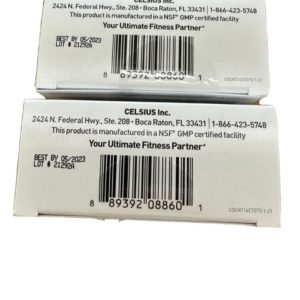 CELSIUS Inc.
2424 N. Federal Hwy., Ste. 208 • Boca Raton, FL 33431 | 1-866-423-5748
This product is manufactured in a NSF® GMP certified facility
Your Ultimate Fitness Partner®
BEST BY 05/2023
LOT # 21292A
8 89392 08860 1
CELSIUS Inc.
2424 N. Federal Hwy., Ste. 208 • Boca Raton, FL 33431 | 1-866-423-5748
This product is manufactured in a NSF® GMP certified facility
Your Ultimate Fitness Partner®
BEST BY 05/2023
LOT # 21292A
8 89392 08860 1